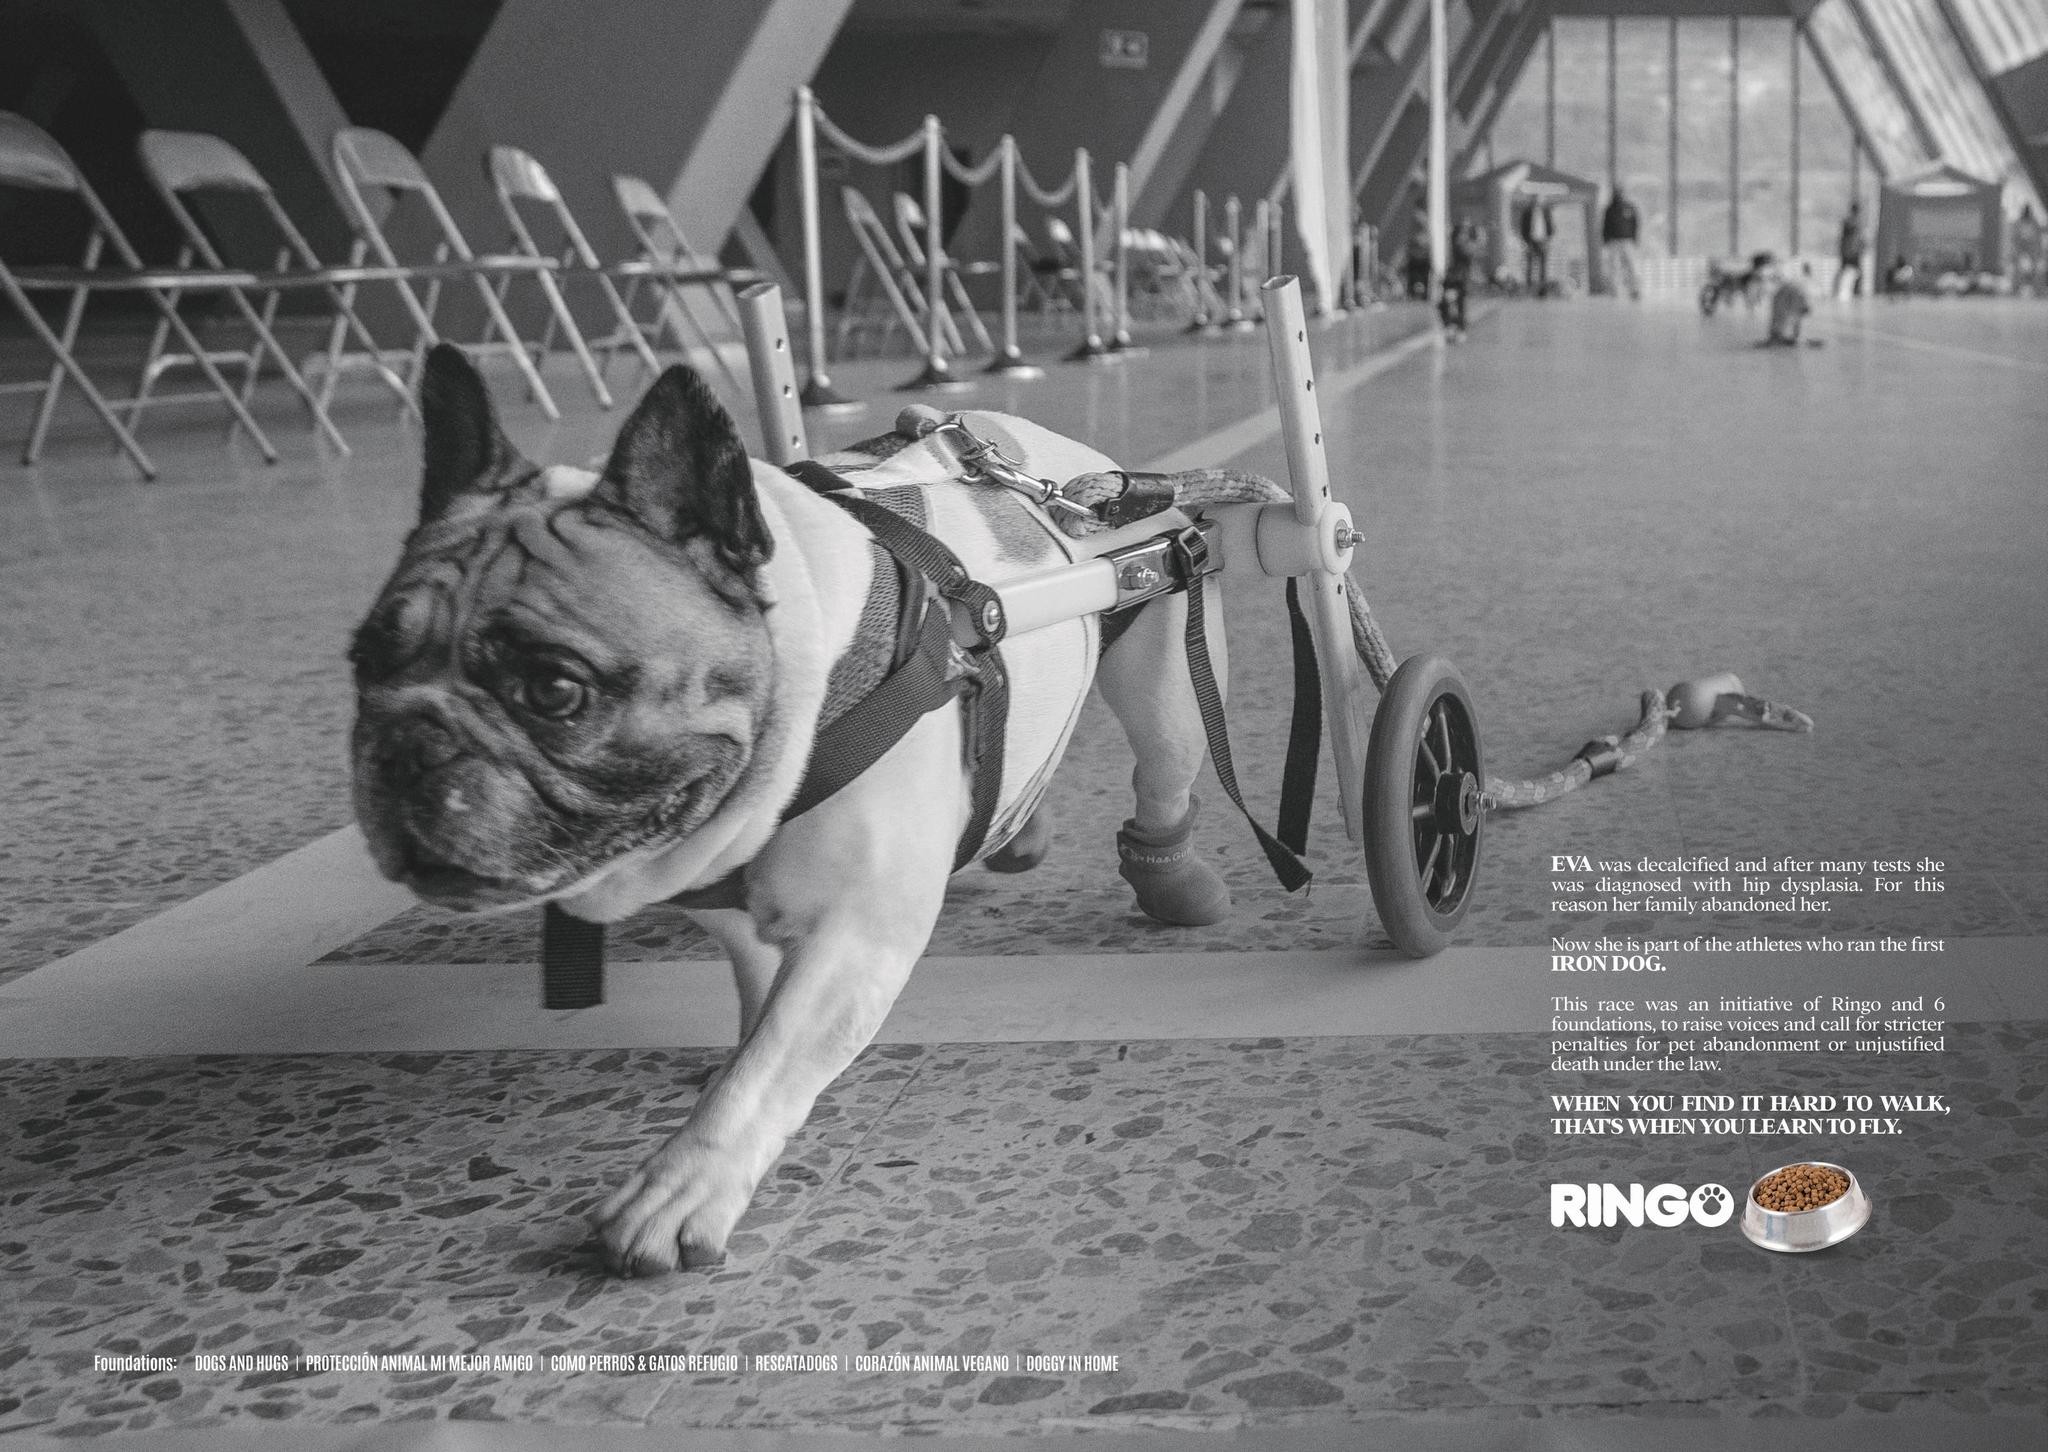 EVA was decalcified and after many tests she
was diagnosed with hip dysplasia. For this
reason her family abandoned her.
Now she is part of the athletes who ran the first
IRON DOG.
This race was an initiative of Ringo and 6
foundations, to raise voices and call for stricter
penalties for pet abandonment or unjustified
death under the law.
WHEN YOU FIND IT HARD TO WALK,
THAT'S WHEN YOU LEARN TO FLY.
RINGO
Foundations: DOGS AND HUGS | PROTECCIÓN ANIMAL MI MEJOR AMIGO | COMO PERROS & GATOS REFUGIO | RESCATADOGS | CORAZÓN ANIMAL VEGANO | DOGGY IN HOME